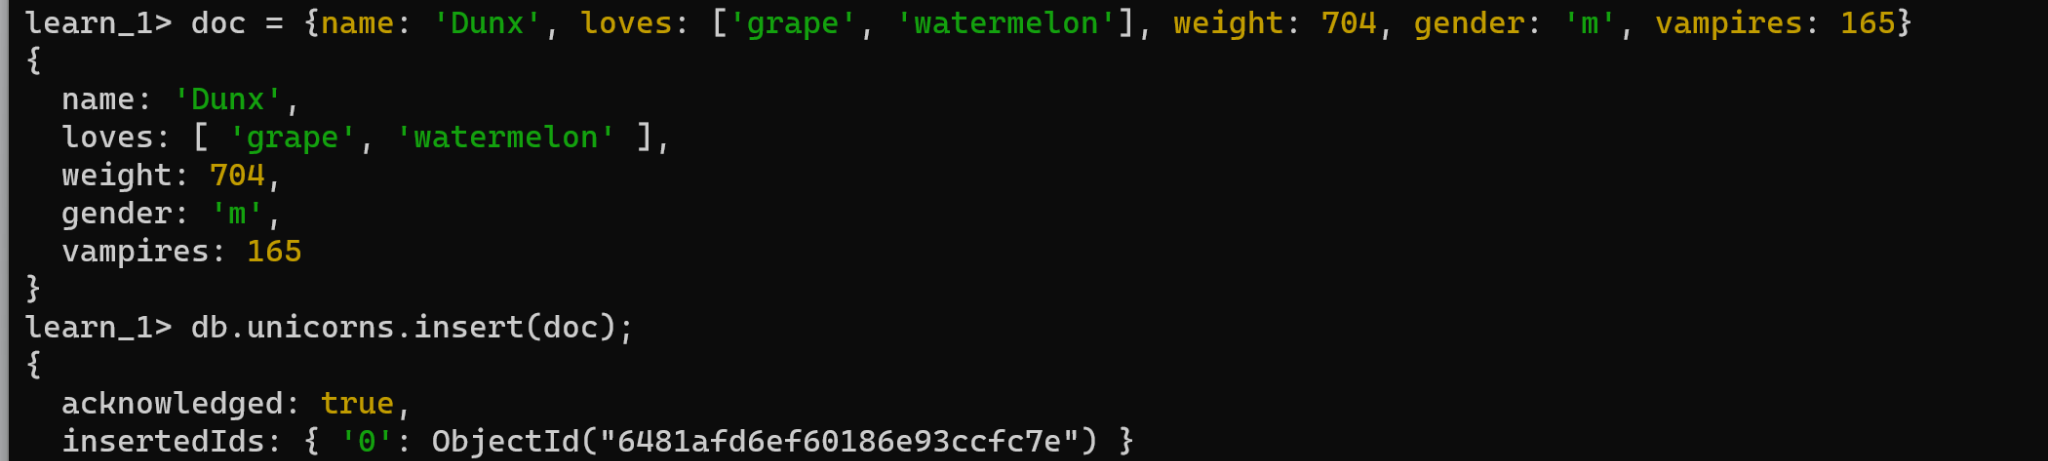 learn_1> doc = {name: 'Dunx', loves: ['grape', 'watermelon'], weight: 704, gender: 'm', vampires: 165}
{
  name: 'Dunx',
  loves: [ 'grape', 'watermelon' ],
  weight: 704,
  gender: 'm',
  vampires: 165
}
learn_1> db.unicorns.insert(doc);
{
  acknowledged: true,
  insertedIds: { '0': ObjectId("6481afd6ef60186e93ccfc7e") }